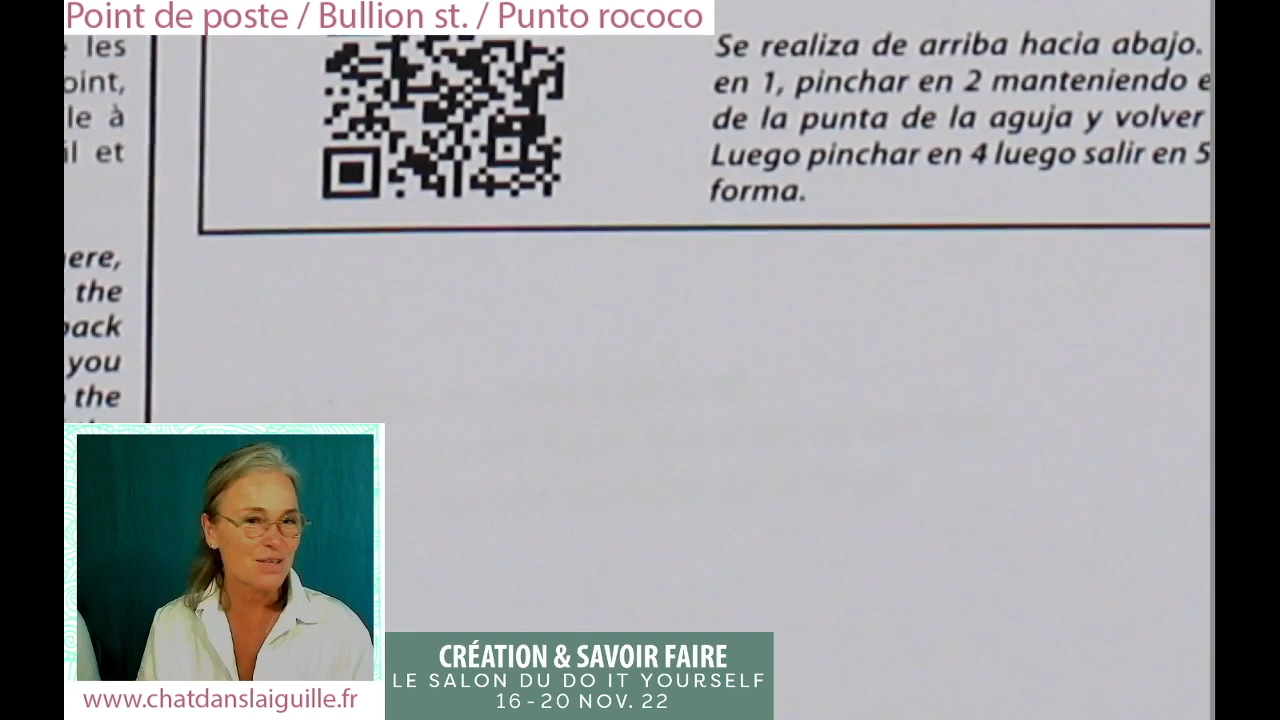 Point de poste / Bullion st. / Punto rococo
les
oint,
le à
il et
Se realiza de arriba hacia abajo.
en 1, pinchar en 2 manteniendo
de la punta de la aguja y volver
Luego pinchar en 4 luego salir en 5
forma.
ere,
the
back
you
the
CRÉATION & SAVOIR FAIRE
LE SALON DU DO IT YOURSELF
16-20 NOV. 22
www.chatdanslaiguille.fr